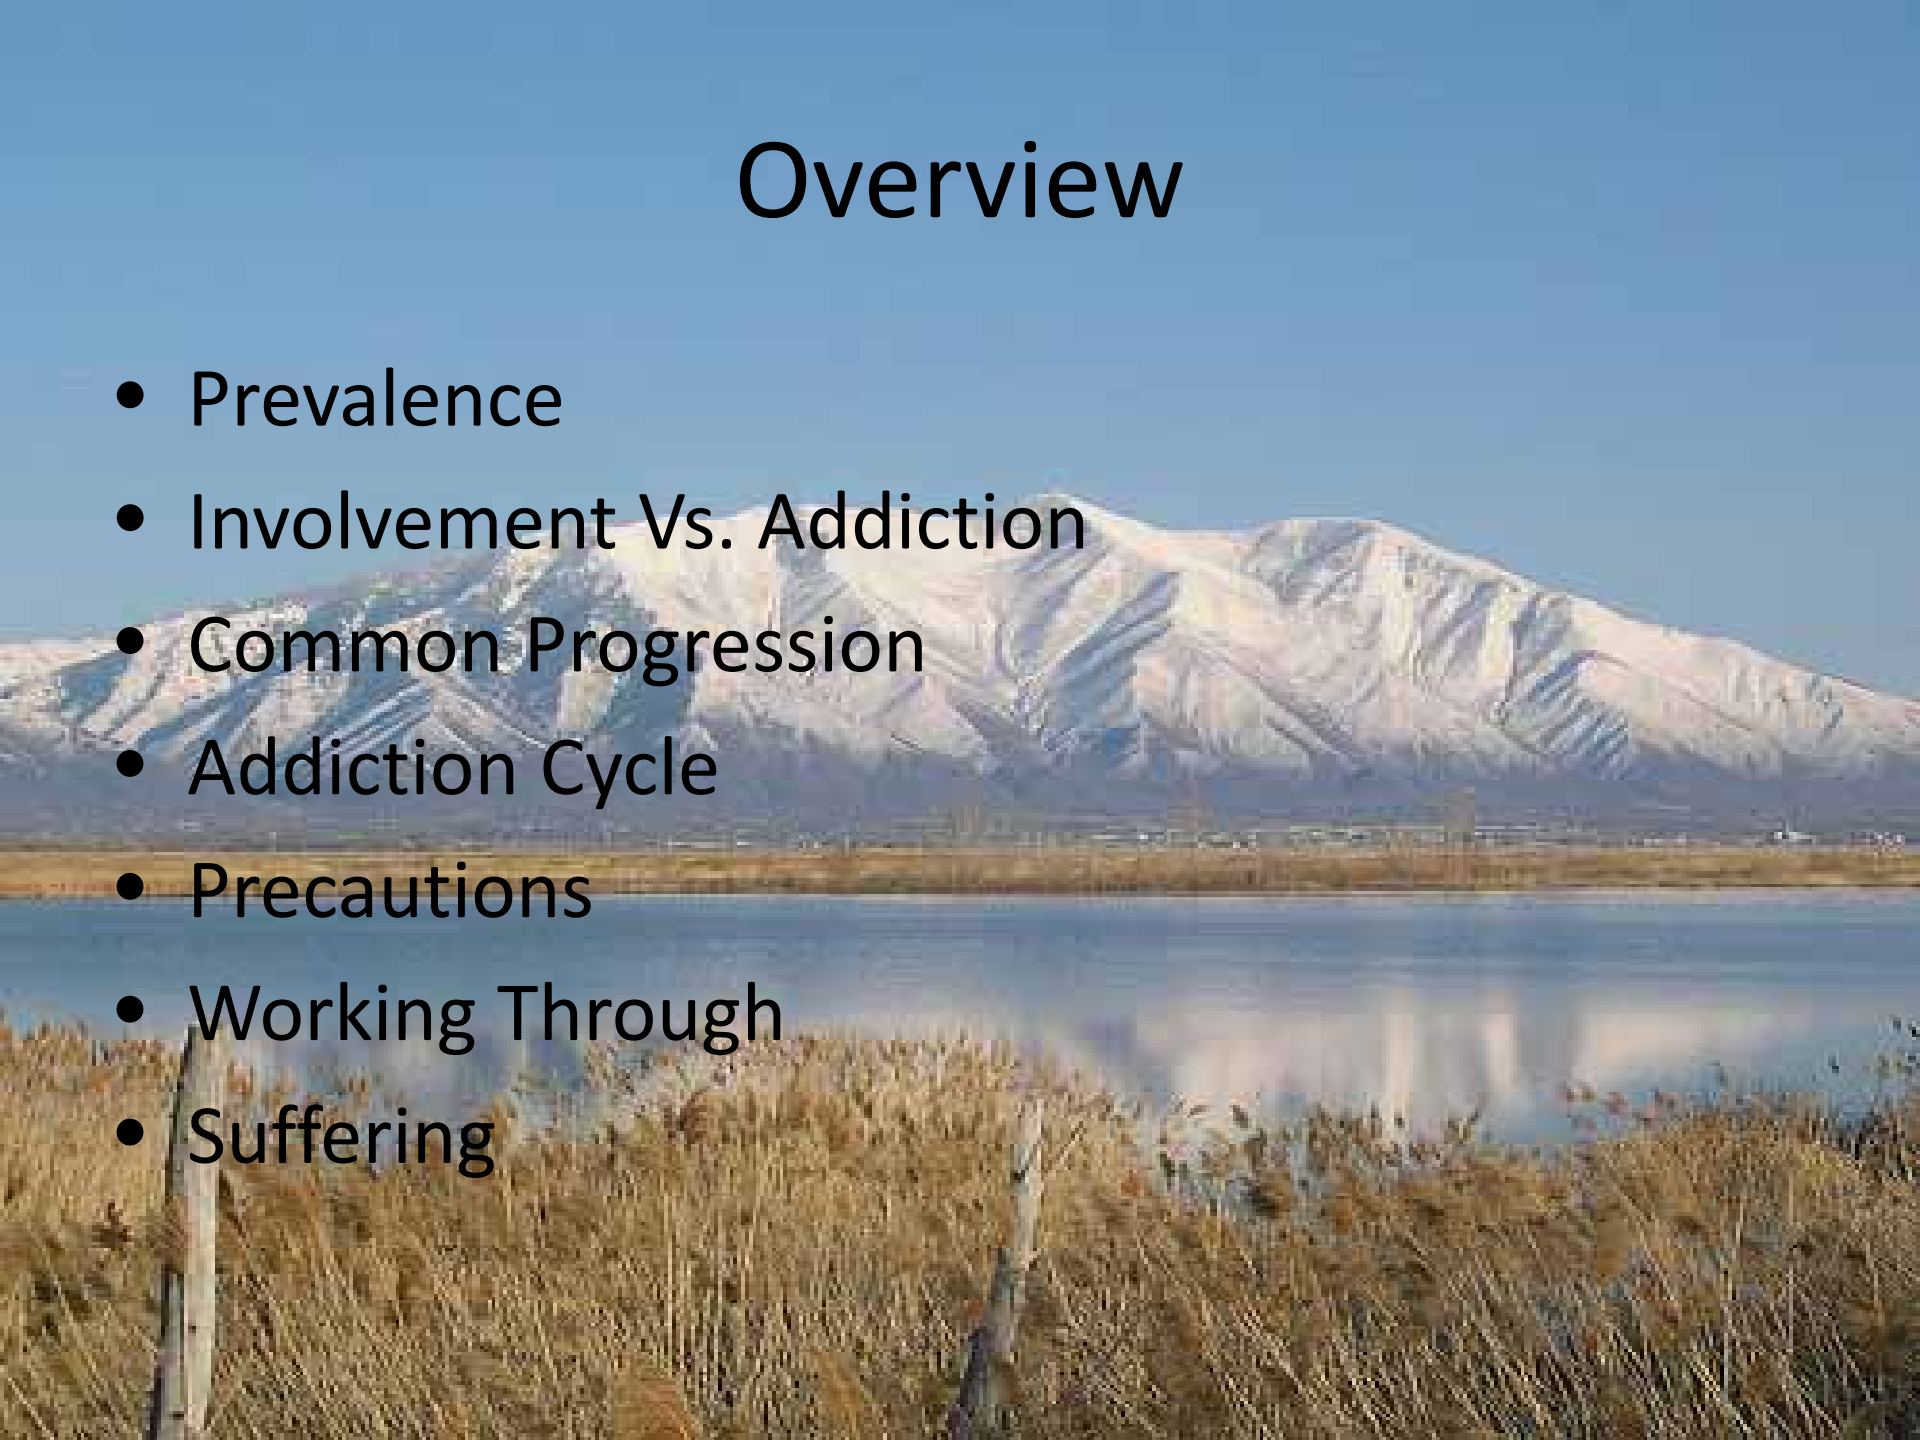 Overview
• Prevalence
• Involvement Vs. Addiction
• Common Progression
• Addiction Cycle
• Precautions
• Working Through
• Suffering